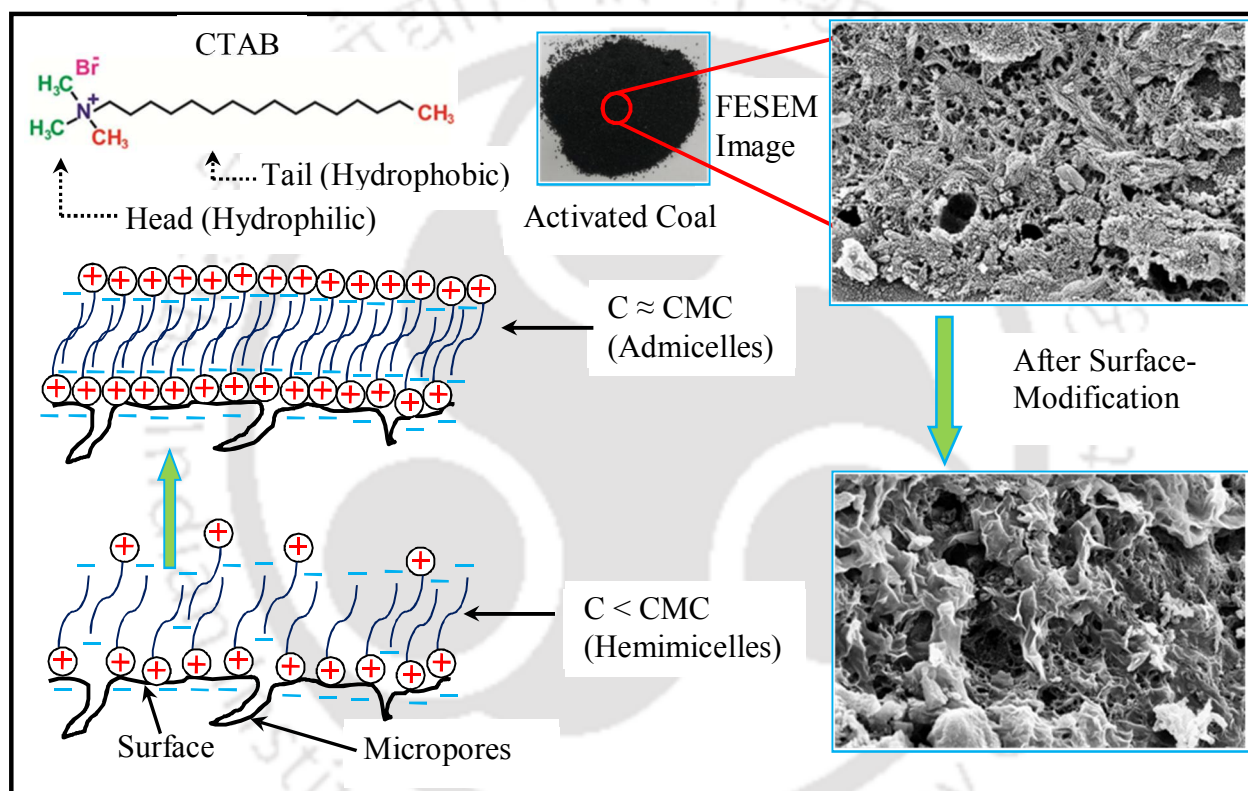 CTAB
Br-
H3C
N+
H3C
CH3
CH3
Tail (Hydrophobic)
Head (Hydrophilic)
Activated Coal
FESEM
Image
C ≈ CMC
(Admicelles)
After Surface-
Modification
C < CMC
(Hemimicelles)
Surface
Micropores